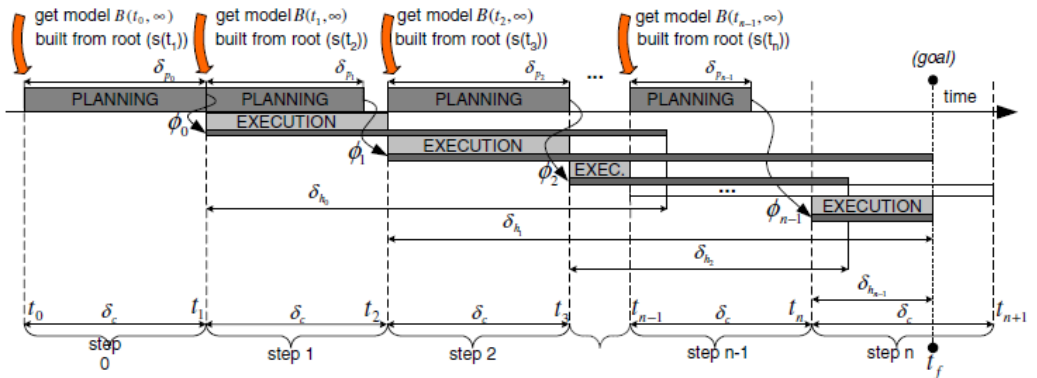 get model B(t₀,∞)
built from root (s(t₁))
get model B(t₁,∞)
built from root (s(t₂))
get model B(t₂,∞)
built from root (s(t₃))
get model B(tₙ₋₁,∞)
built from root (s(tₙ))
(goal)
δp₀
δp₁
δp₂
...
δpₙ₋₁
time
PLANNING
PLANNING
PLANNING
PLANNING
ϕ₀
EXECUTION
ϕ₁
EXECUTION
ϕ₂
EXEC.
...
δh₀
ϕₙ₋₁
EXECUTION
δh₁
δh₂
δhₙ₋₁
t₀
δc
t₁
δc
t₂
δc
t₃
tₙ₋₁
δc
tₙ
δc
tₙ₊₁
step
0
step 1
step 2
step n-1
step n
t_f